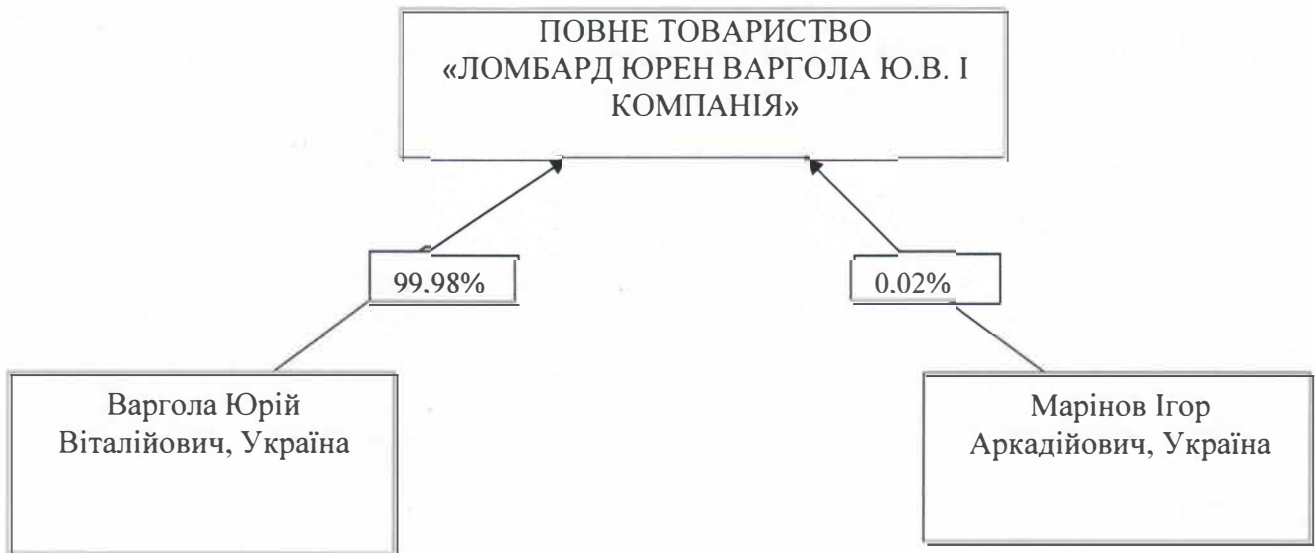 ПОВНЕ ТОВАРИСТВО
«ЛОМБАРД ЮРЕН ВАРГОЛА Ю.В. І
КОМПАНІЯ»
99,98%
0,02%
Варгола Юрій
Віталійович, Україна
Марінов Ігор
Аркадійович, Україна